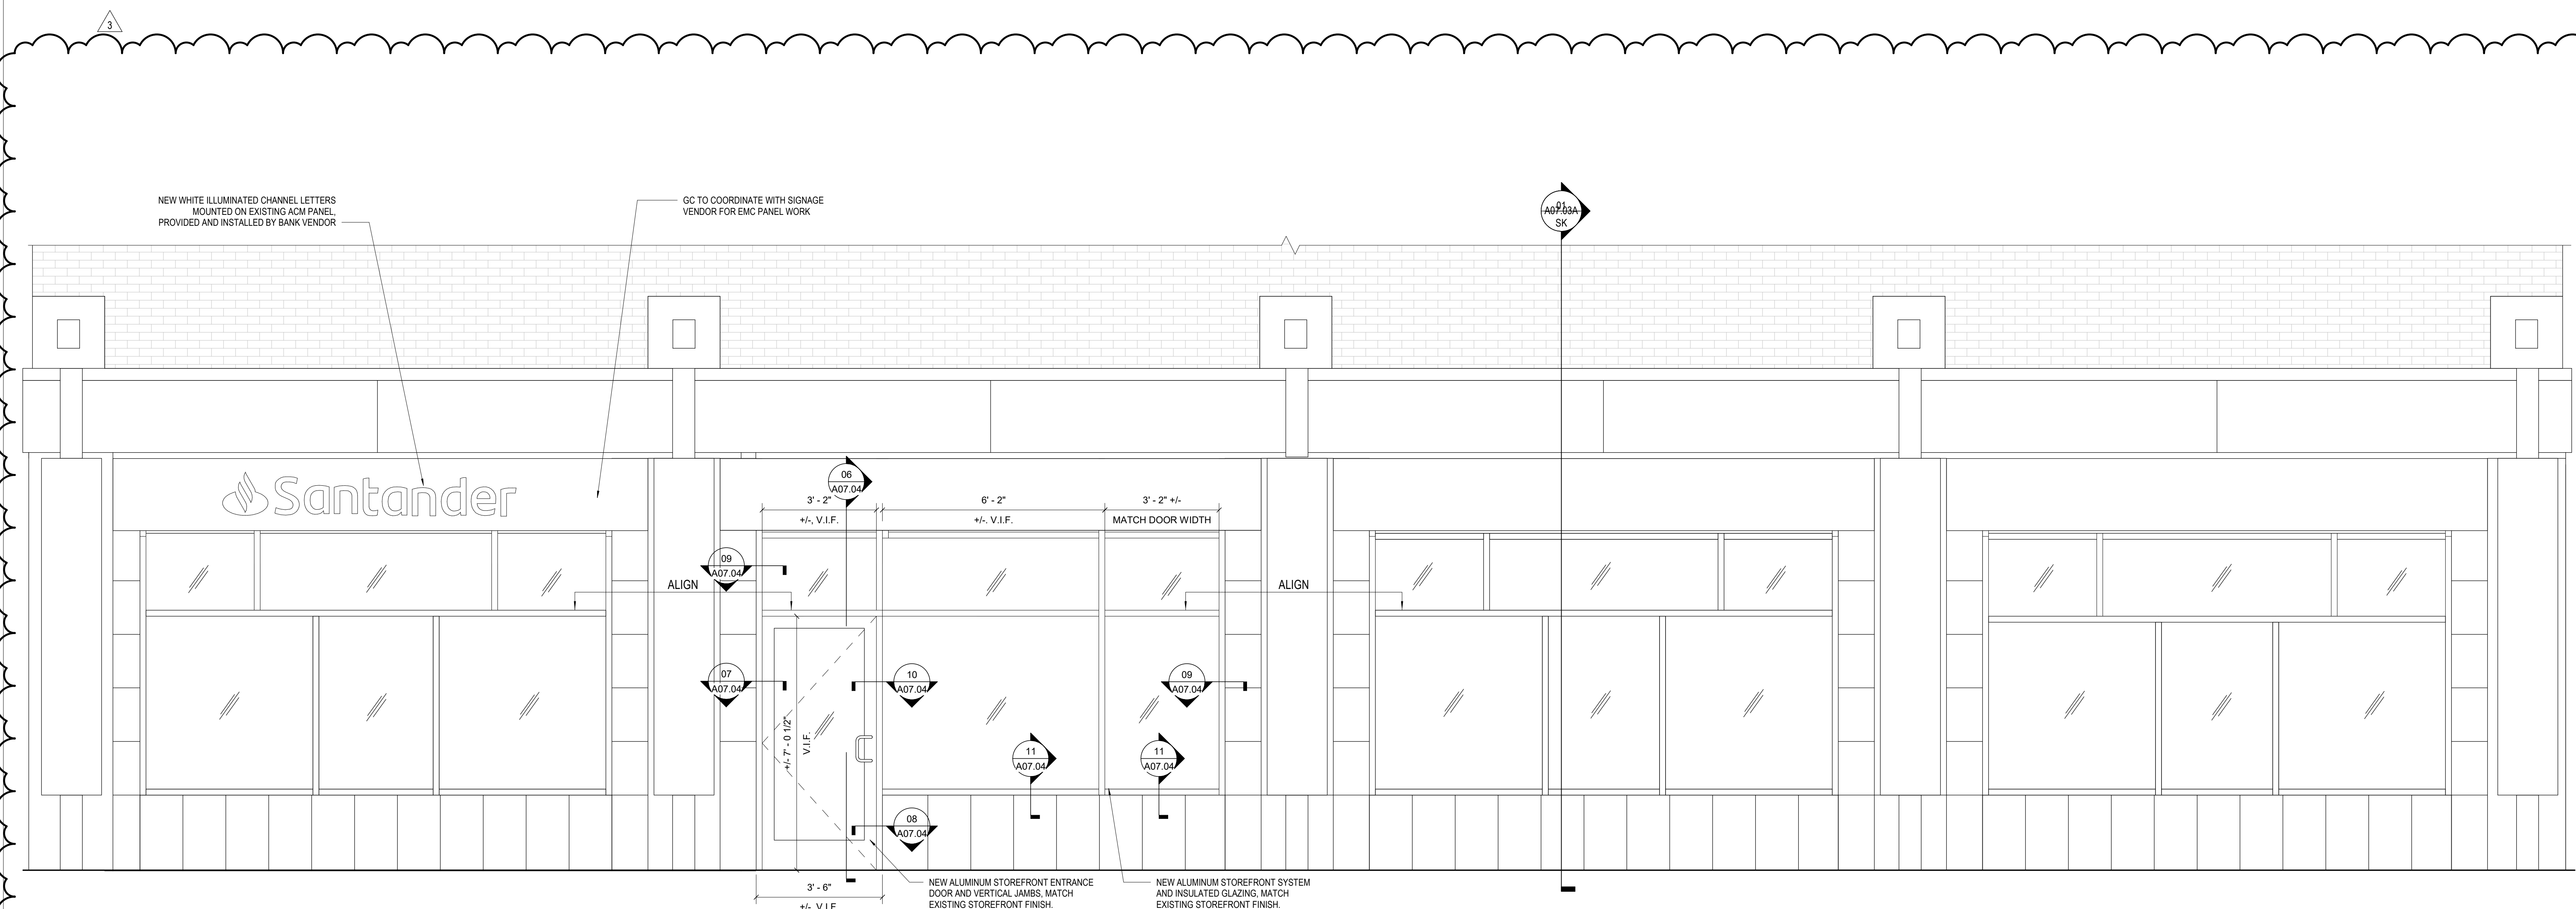 3
NEW WHITE ILLUMINATED CHANNEL LETTERS
MOUNTED ON EXISTING ACM PANEL,
PROVIDED AND INSTALLED BY BANK VENDOR
GC TO COORDINATE WITH SIGNAGE
VENDOR FOR EMC PANEL WORK
01
A07.03A
SK
Santander
06
A07.04
3' - 2"
+/-, V.I.F.
6' - 2"
+/-. V.I.F.
3' - 2" +/-
MATCH DOOR WIDTH
09
A07.04
ALIGN
ALIGN
07
A07.04
10
A07.04
09
A07.04
+/- 7' - 0 1/2"
V.I.F.
11
A07.04
11
A07.04
08
A07.04
3' - 6"
+/-, V.I.F.
NEW ALUMINUM STOREFRONT ENTRANCE
DOOR AND VERTICAL JAMBS, MATCH
EXISTING STOREFRONT FINISH.
NEW ALUMINUM STOREFRONT SYSTEM
AND INSULATED GLAZING, MATCH
EXISTING STOREFRONT FINISH.